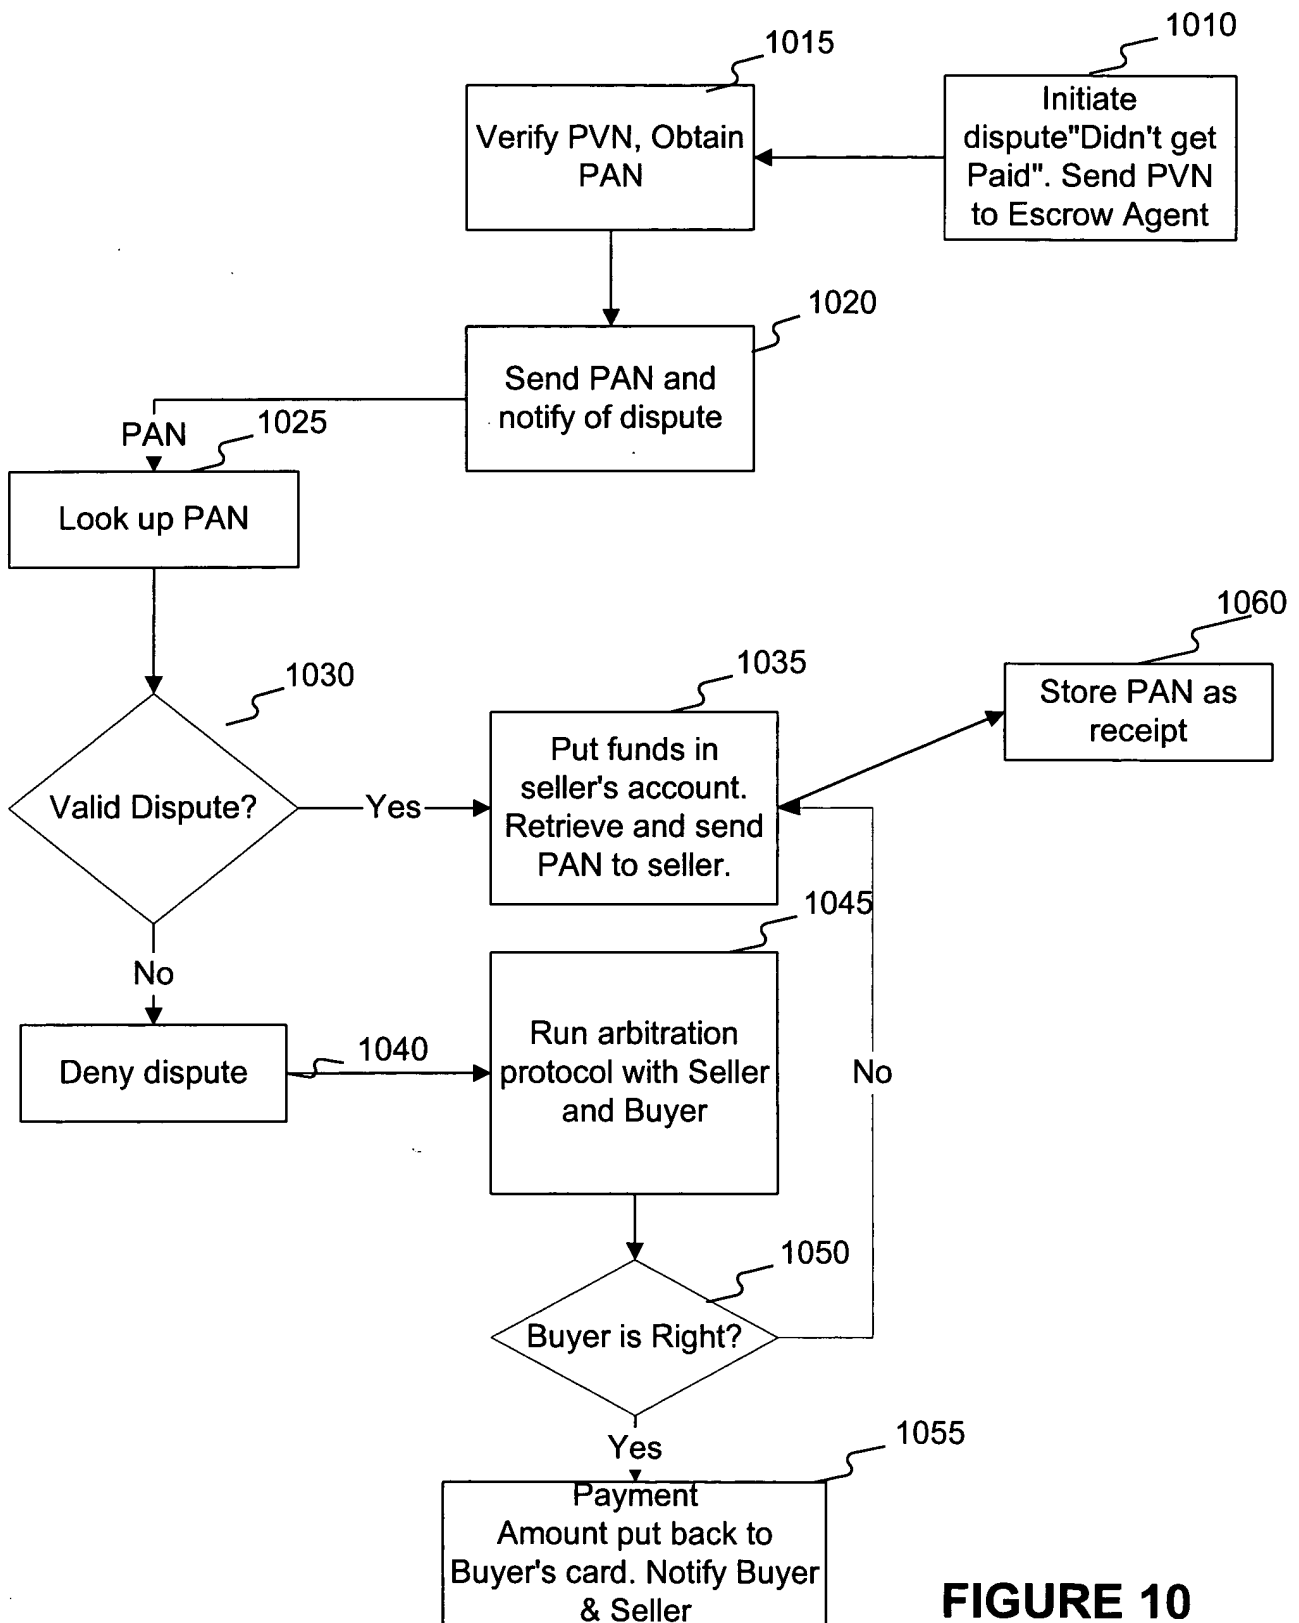 1010
1015
Initiate
dispute"Didn't get
Paid". Send PVN
to Escrow Agent
Verify PVN, Obtain
PAN
1020
Send PAN and
notify of dispute
PAN
1025
Look up PAN
1060
Store PAN as
receipt
1030
1035
Valid Dispute?
Yes
Put funds in
seller's account.
Retrieve and send
PAN to seller.
No
1045
Deny dispute
1040
Run arbitration
protocol with Seller
and Buyer
No
1050
Buyer is Right?
Yes
1055
Payment
Amount put back to
Buyer's card. Notify Buyer
& Seller
FIGURE 10